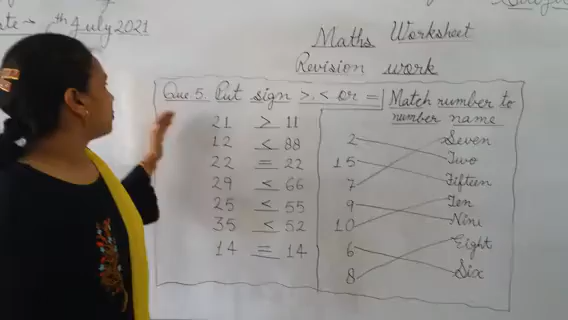 th July 2021
Maths Worksheet
Revision work
Que 5. Put sign >, < or =
21 > 11
12 < 88
22 = 22
29 < 66
25 < 55
35 < 52
14 = 14
Match number to
number name
2 Seven
15 Two
7 Fifteen
9 Ten
10 Nine
6 Eight
8 Six